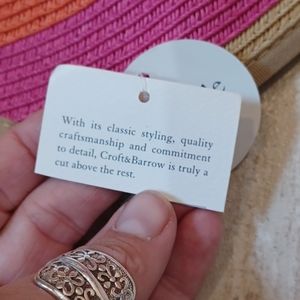 With its classic styling, quality
craftsmanship and commitment
to detail, Croft&Barrow is truly a
cut above the rest.